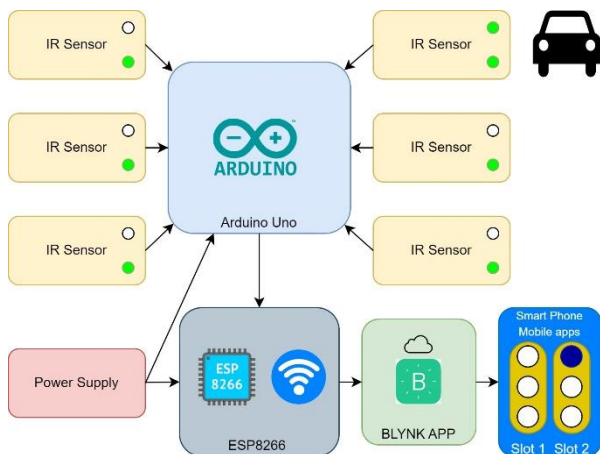 IR Sensor
IR Sensor
IR Sensor
IR Sensor
IR Sensor
IR Sensor
ARDUINO
Arduino Uno
Power Supply
ESP
8266
ESP8266
B
BLYNK APP
Smart Phone
Mobile apps
Slot 1 Slot 2